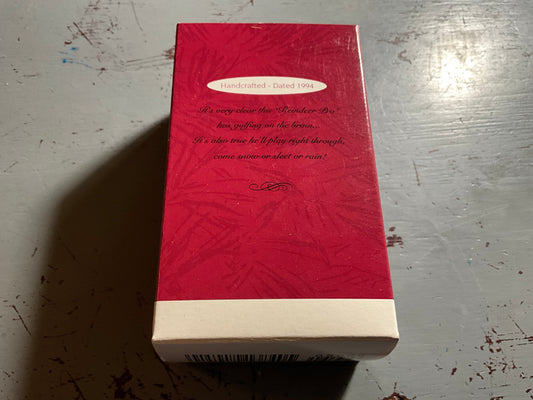 Handcrafted - Dated 1994
It's very clear this "Reindeer Pro"
has golfing on the brain...
It's also true he'll play right through,
come snow or sleet or rain!